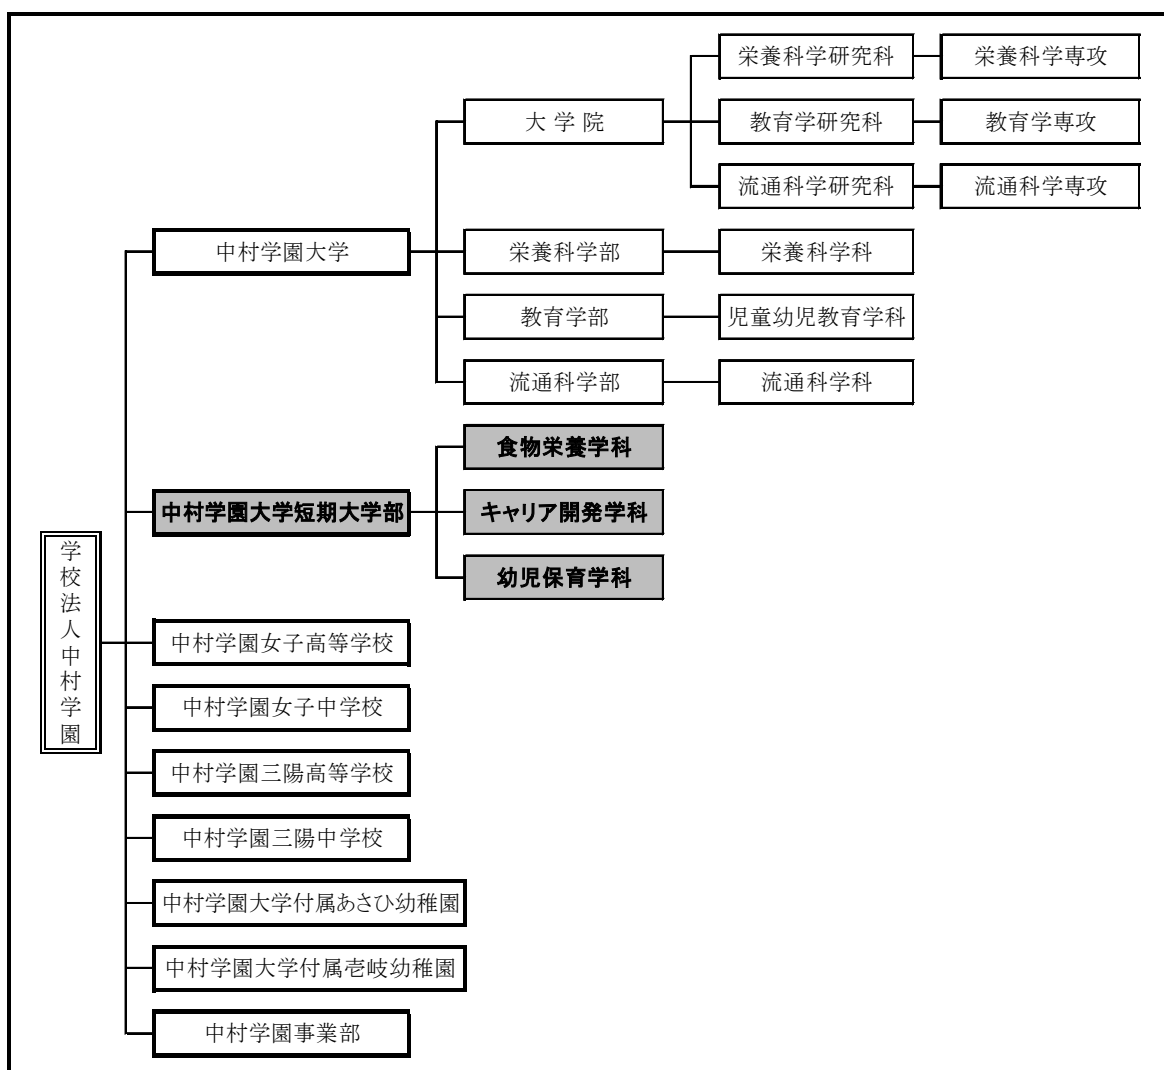 栄養科学研究科
栄養科学専攻
大学院
教育学研究科
教育学専攻
流通科学研究科
流通科学専攻
中村学園大学
栄養科学部
栄養科学科
教育学部
児童幼児教育学科
流通科学部
流通科学科
食物栄養学科
中村学園大学短期大学部
キャリア開発学科
幼児保育学科
学校法人中村学園
中村学園女子高等学校
中村学園女子中学校
中村学園三陽高等学校
中村学園三陽中学校
中村学園大学付属あさひ幼稚園
中村学園大学付属壱岐幼稚園
中村学園事業部